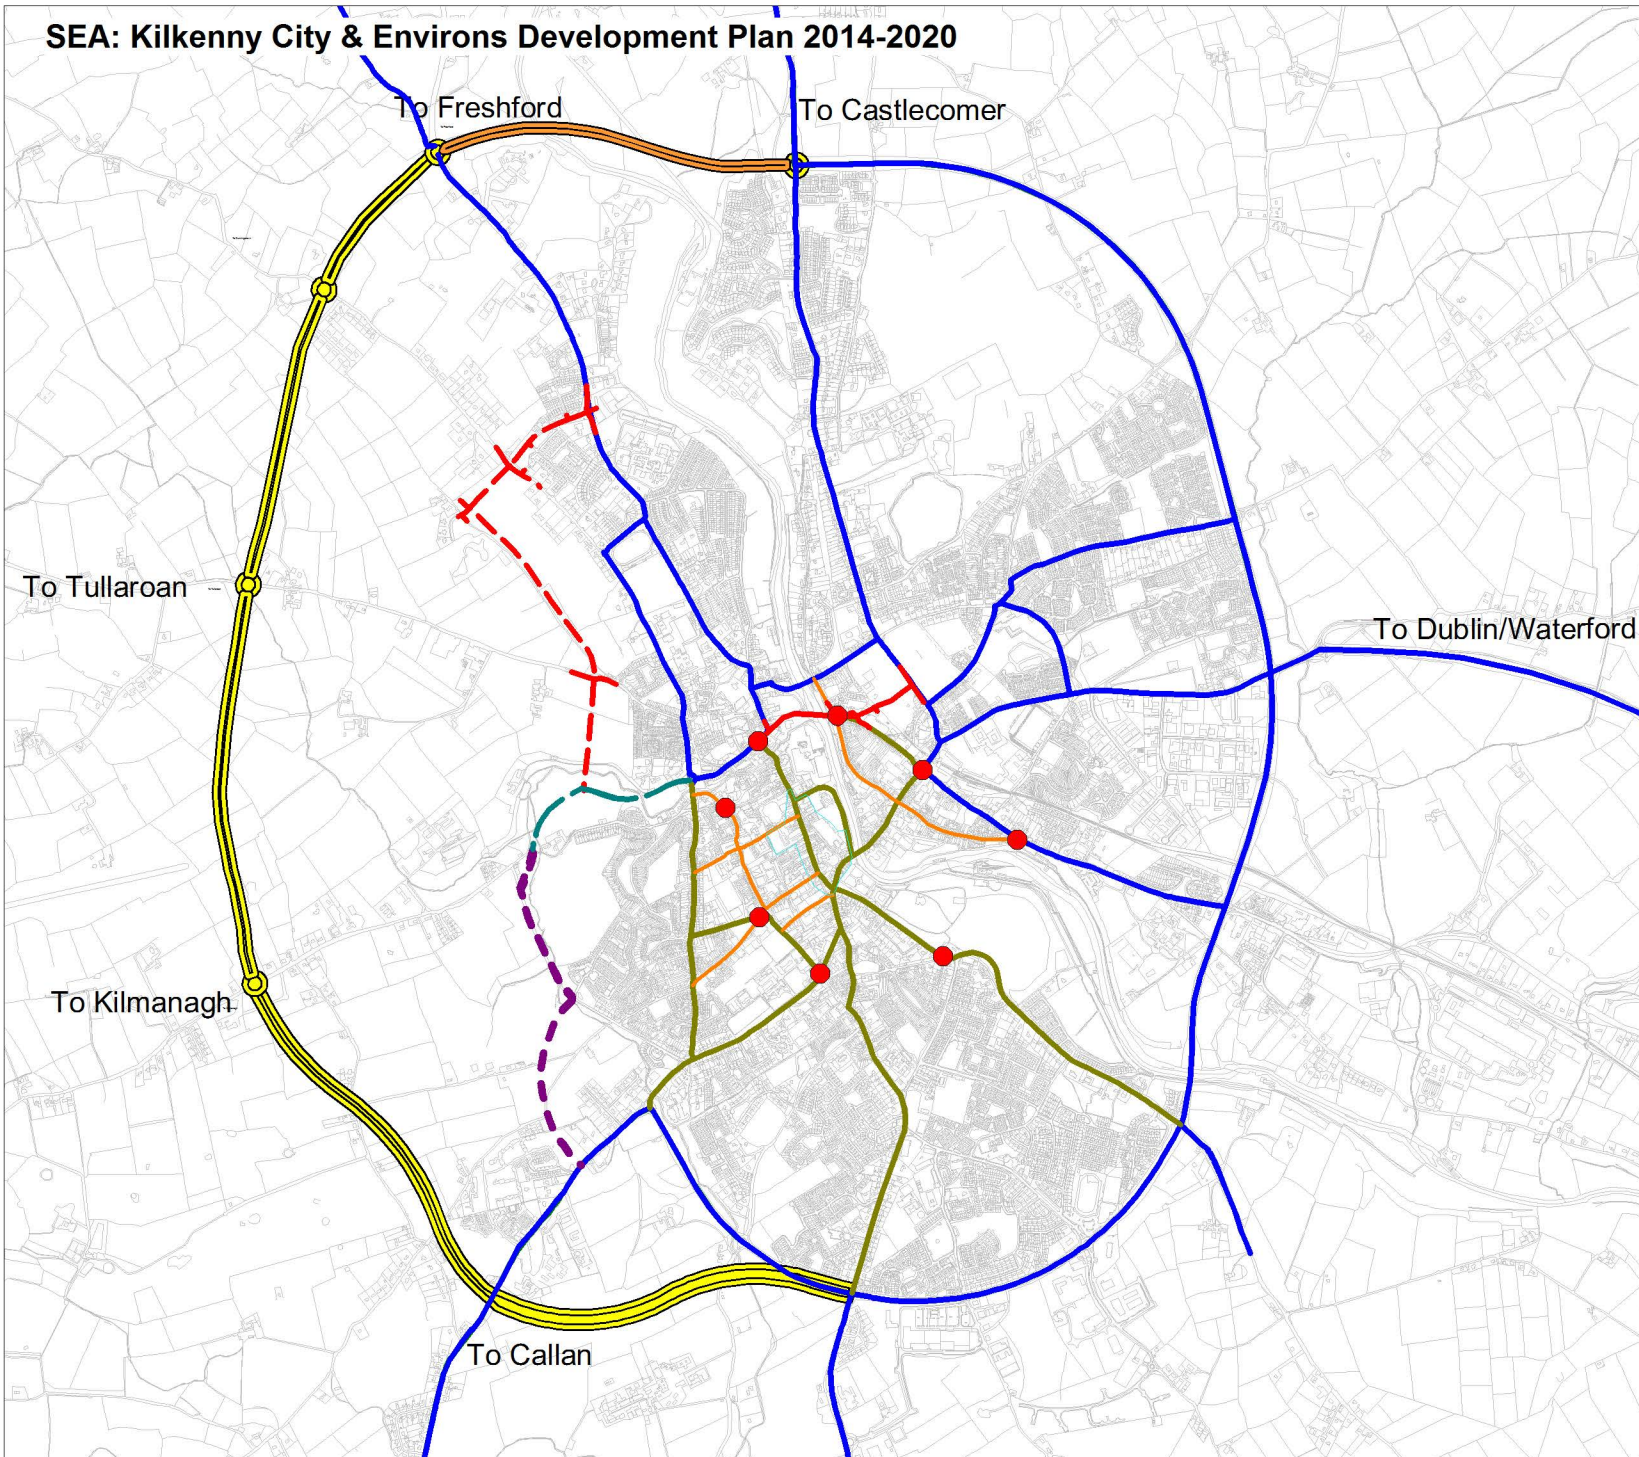 SEA: Kilkenny City & Environs Development Plan 2014-2020
To Freshford
To Castlecomer
To Tullaroan
To Dublin/Waterford
To Kilmanagh
To Callan